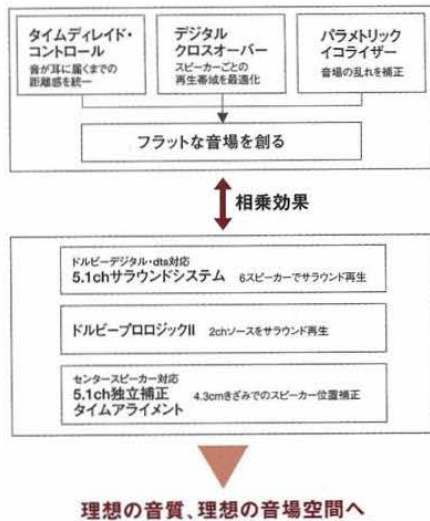 タイムディレイド・
コントロール
音が耳に届くまでの
距離感を統一
デジタル
クロスオーバー
スピーカーごとの
再生帯域を最適化
パラメトリック
イコライザー
音場の乱れを補正
フラットな音場を創る
相乗効果
ドルビーデジタル・dts対応
5.1chサラウンドシステム 6スピーカーでサラウンド再生
ドルビープロロジックII 2chソースをサラウンド再生
センタースピーカー対応
5.1ch独立補正
タイムアライメント 4.3cmきざみでのスピーカー位置補正
理想の音質、理想の音場空間へ